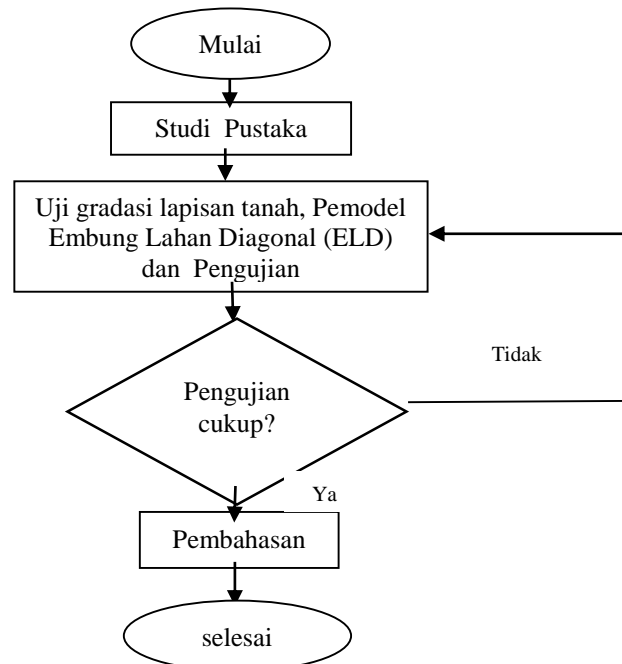 Mulai
Studi Pustaka
Uji gradasi lapisan tanah, Pemodel
Embung Lahan Diagonal (ELD)
dan Pengujian
Tidak
Pengujian
cukup?
Ya
Pembahasan
selesai